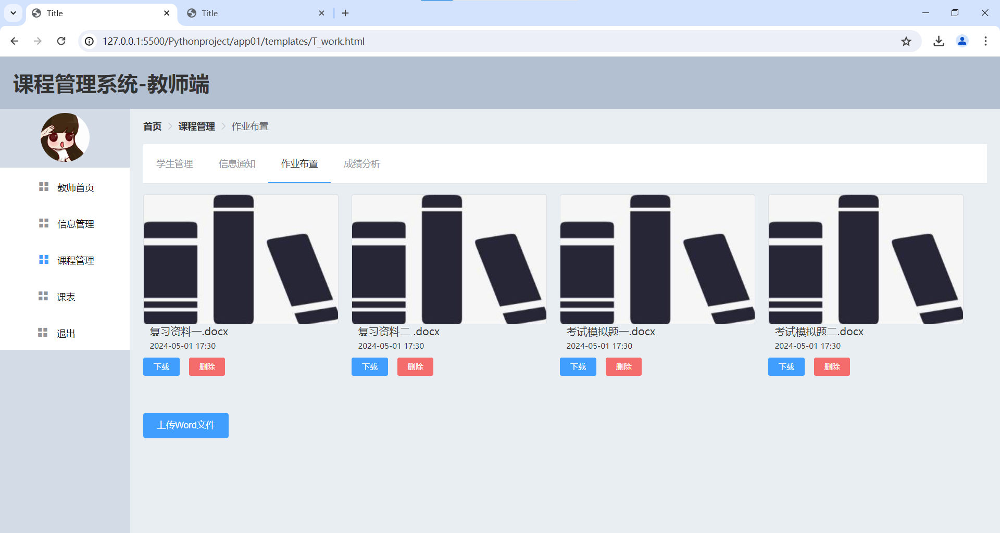 Title
Title
127.0.0.1:5500/Pythonproject/app01/templates/T_work.html
课程管理系统-教师端
教师首页
信息管理
课程管理
课表
退出
首页 课程管理 作业布置
学生管理 信息通知 作业布置 成绩分析
复习资料一.docx
2024-05-01 17:30
下载 删除
复习资料二 .docx
2024-05-01 17:30
下载 删除
考试模拟题一.docx
2024-05-01 17:30
下载 删除
考试模拟题二.docx
2024-05-01 17:30
下载 删除
上传Word文件